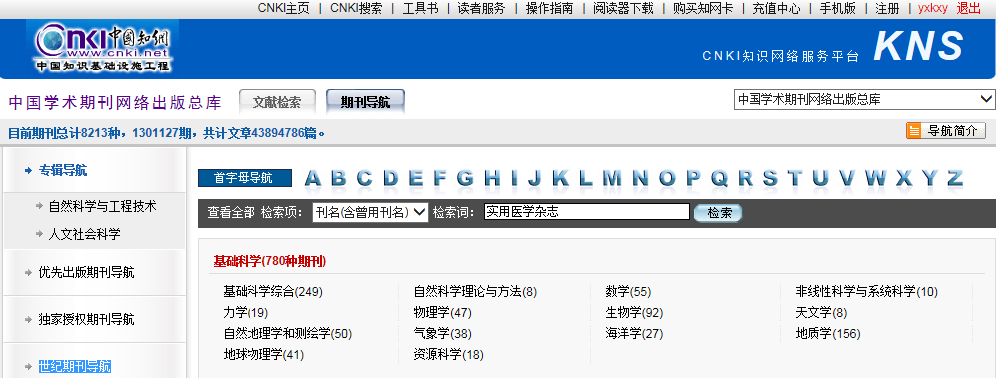 CNKI主页 | CNKI搜索 | 工具书 | 读者服务 | 操作指南 | 阅读器下载 | 购买知网卡 | 充值中心 | 手机版 | 注册 | yxkxy 退出
Cnki中国知网
www.cnki.net
中国知识基础设施工程
CNKI知识网络服务平台 KNS
中国学术期刊网络出版总库 文献检索 期刊导航 中国学术期刊网络出版总库
目前期刊总计8213种，1301127期，共计文章43894786篇。 导航简介
专辑导航
自然科学与工程技术
人文社会科学
优先出版期刊导航
独家授权期刊导航
世纪期刊导航
首字母导航 A B C D E F G H I J K L M N O P Q R S T U V W X Y Z
查看全部 检索项： 刊名(含曾用刊名) 检索词： 实用医学杂志 检索
基础科学(780种期刊)
基础科学综合(249) 自然科学理论与方法(8) 数学(55) 非线性科学与系统科学(10)
力学(19) 物理学(47) 生物学(92) 天文学(8)
自然地理学和测绘学(50) 气象学(38) 海洋学(27) 地质学(156)
地球物理学(41) 资源科学(18)